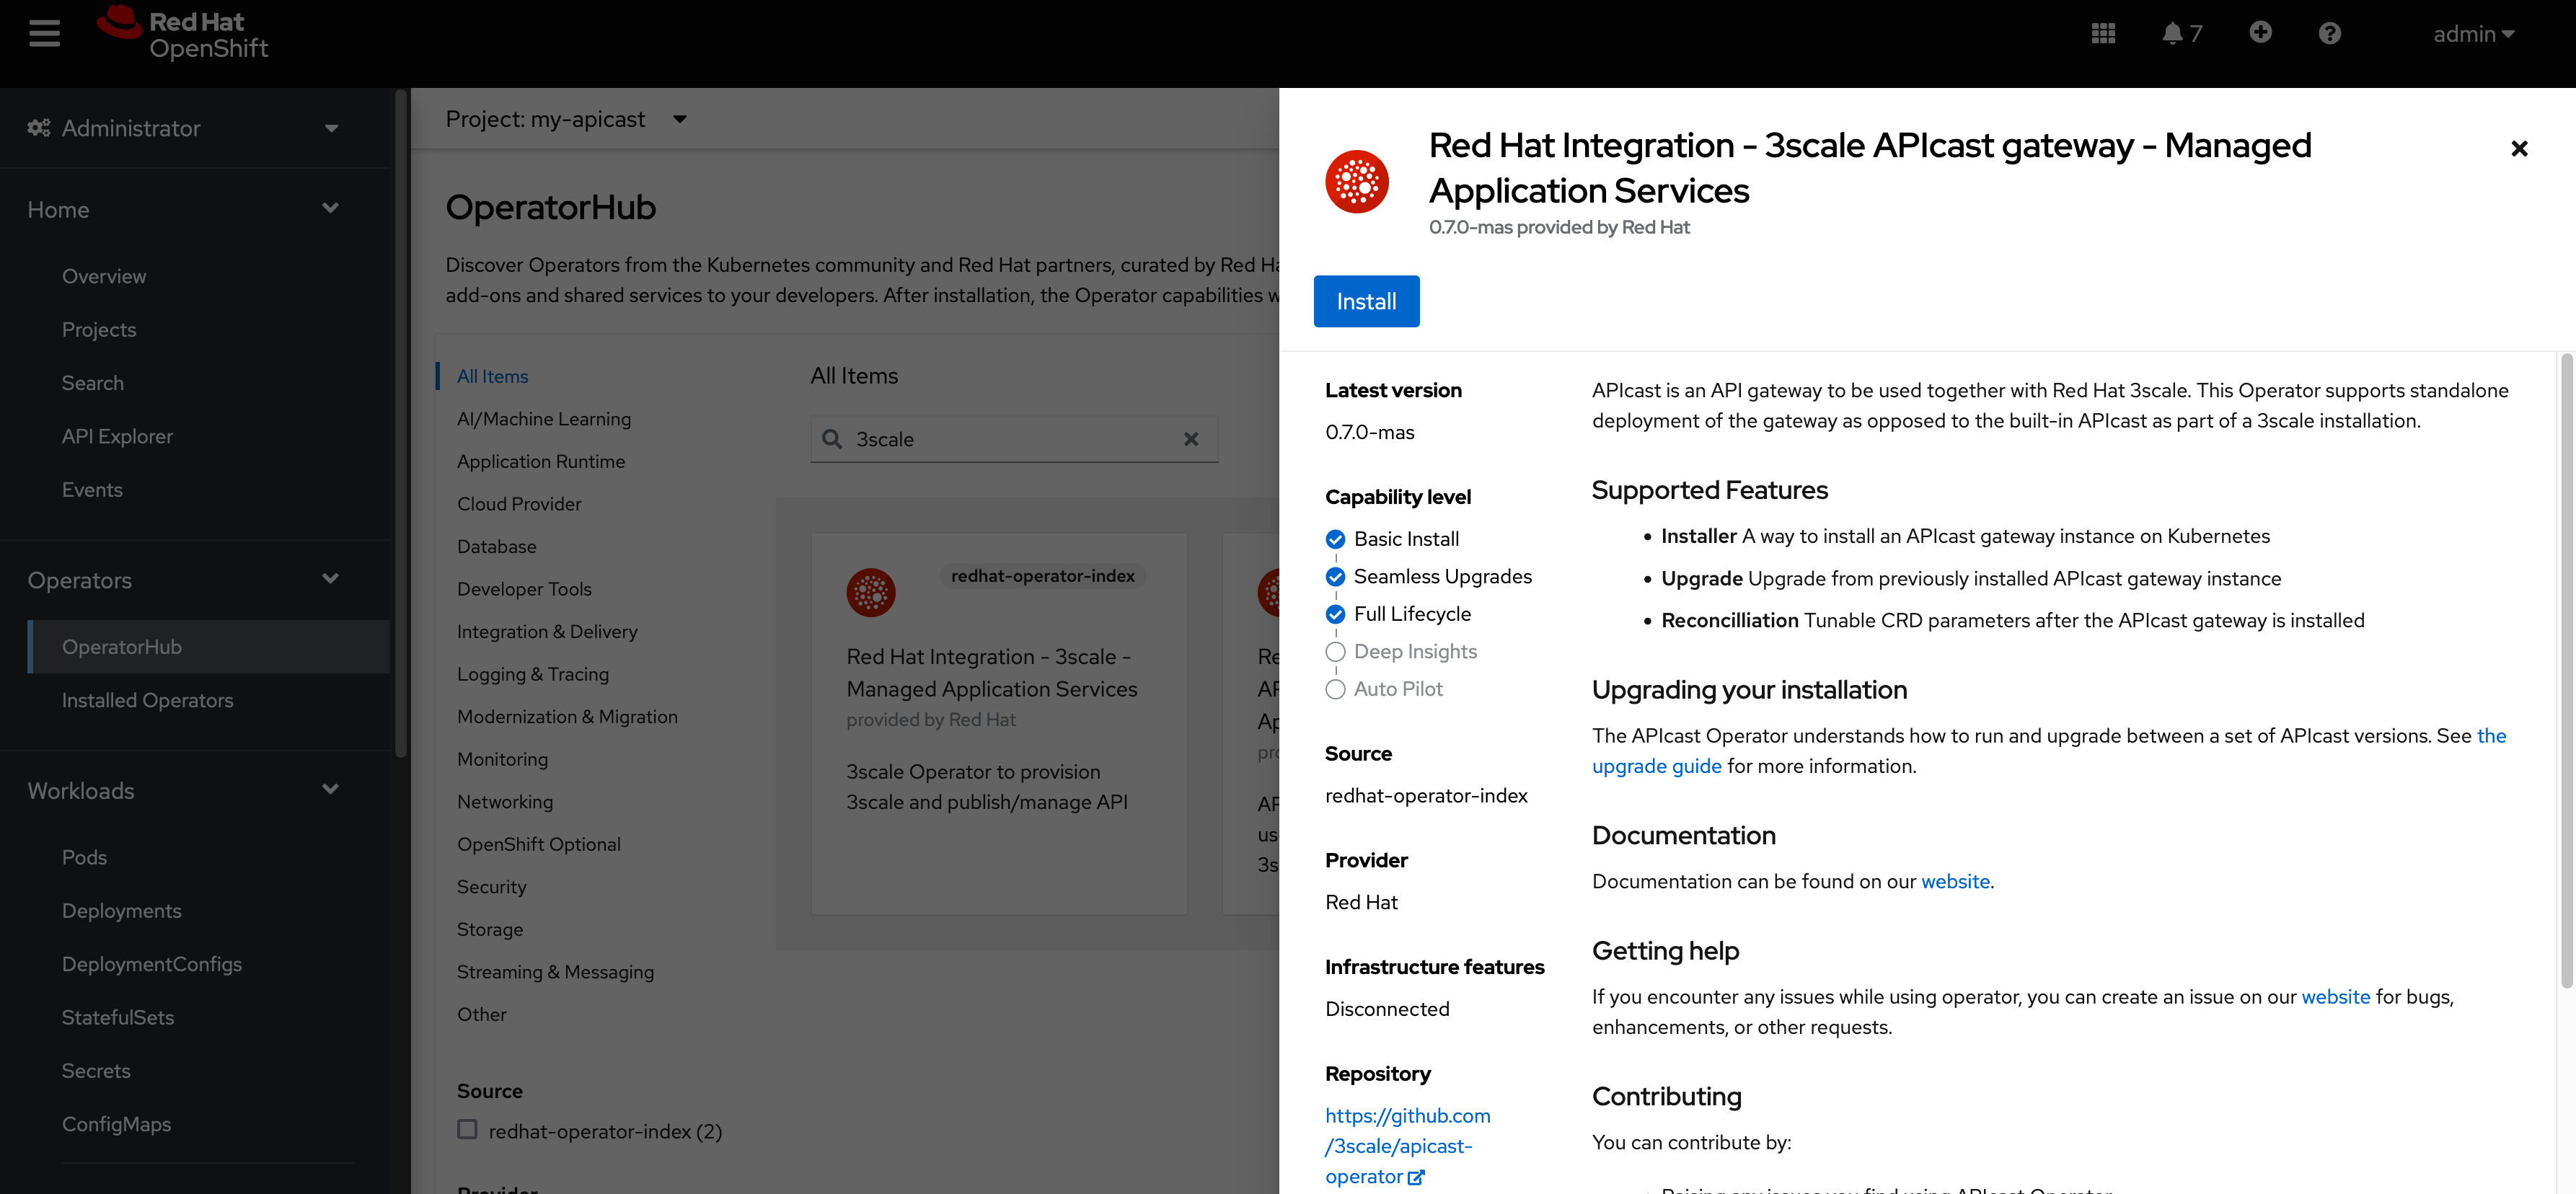 Red Hat
OpenShift
7
admin
Administrator
Home
Overview
Projects
Search
API Explorer
Events
Operators
OperatorHub
Installed Operators
Workloads
Pods
Deployments
DeploymentConfigs
StatefulSets
Secrets
ConfigMaps
Project: my-apicast
OperatorHub
Discover Operators from the Kubernetes community and Red Hat partners, curated by Red
add-ons and shared services to your developers. After installation, the Operator capabilities
All Items
AI/Machine Learning
Application Runtime
Cloud Provider
Database
Developer Tools
Integration & Delivery
Logging & Tracing
Modernization & Migration
Monitoring
Networking
OpenShift Optional
Security
Storage
Streaming & Messaging
Other
Source
redhat-operator-index (2)
All Items
3scale
redhat-operator-index
Red Hat Integration - 3scale -
Managed Application Services
provided by Red Hat
3scale Operator to provision
3scale and publish/manage API
Red Hat Integration - 3scale APIcast gateway - Managed
Application Services
0.7.0-mas provided by Red Hat
Install
Latest version
0.7.0-mas
Capability level
Basic Install
Seamless Upgrades
Full Lifecycle
Deep Insights
Auto Pilot
Source
redhat-operator-index
Provider
Red Hat
Infrastructure features
Disconnected
Repository
https://github.com
/3scale/apicast-
operator
APIcast is an API gateway to be used together with Red Hat 3scale. This Operator supports standalone
deployment of the gateway as opposed to the built-in APIcast as part of a 3scale installation.
Supported Features
• Installer A way to install an APIcast gateway instance on Kubernetes
• Upgrade Upgrade from previously installed APIcast gateway instance
• Reconcilliation Tunable CRD parameters after the APIcast gateway is installed
Upgrading your installation
The APIcast Operator understands how to run and upgrade between a set of APIcast versions. See the
upgrade guide for more information.
Documentation
Documentation can be found on our website.
Getting help
If you encounter any issues while using operator, you can create an issue on our website for bugs,
enhancements, or other requests.
Contributing
You can contribute by: